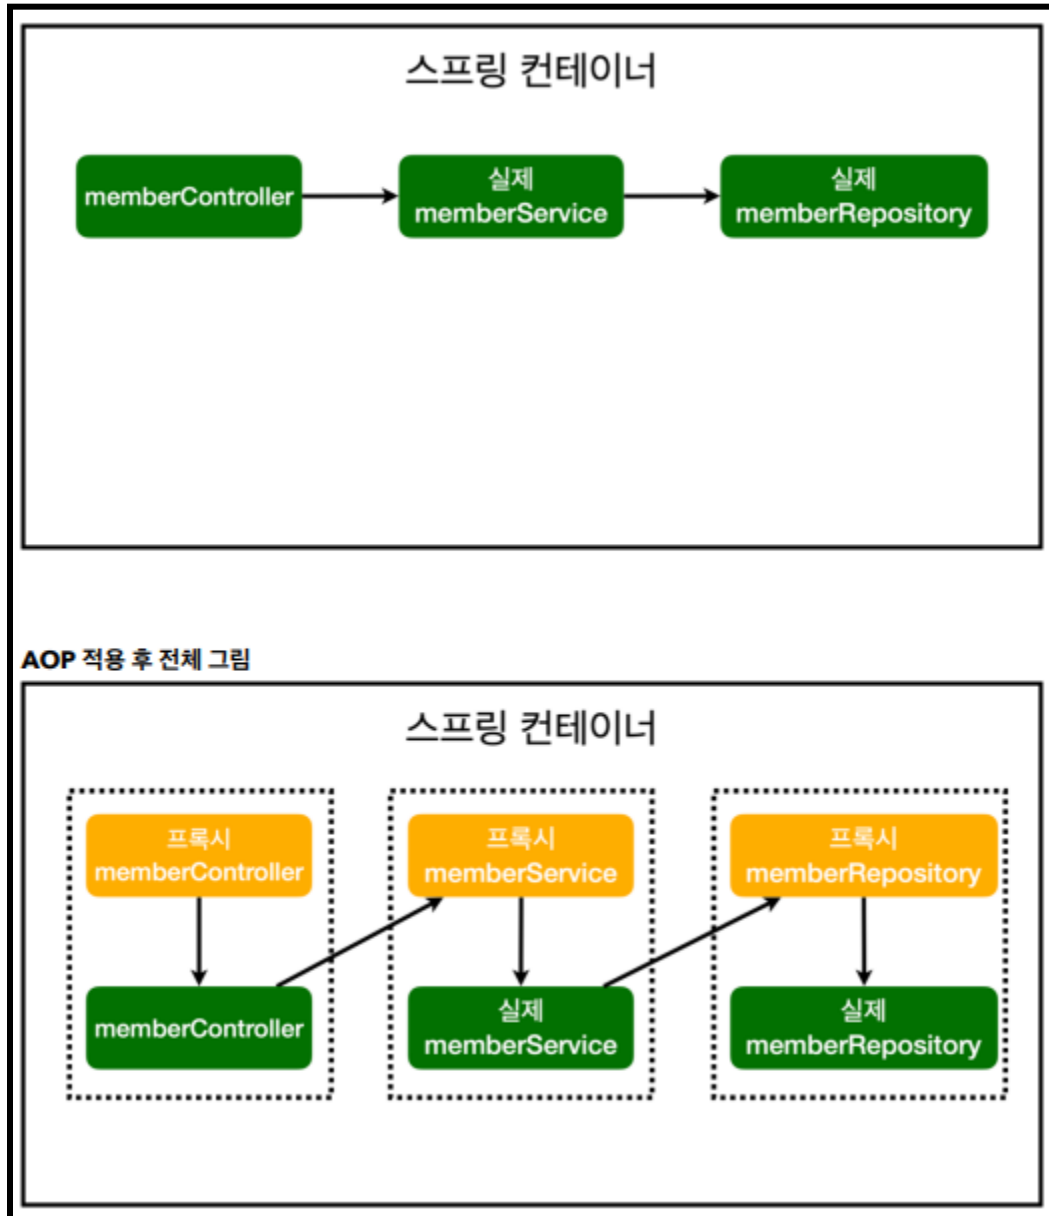 스프링 컨테이너
memberController
실제
memberService
실제
memberRepository
AOP 적용 후 전체 그림
스프링 컨테이너
프록시
memberController
프록시
memberService
프록시
memberRepository
memberController
실제
memberService
실제
memberRepository